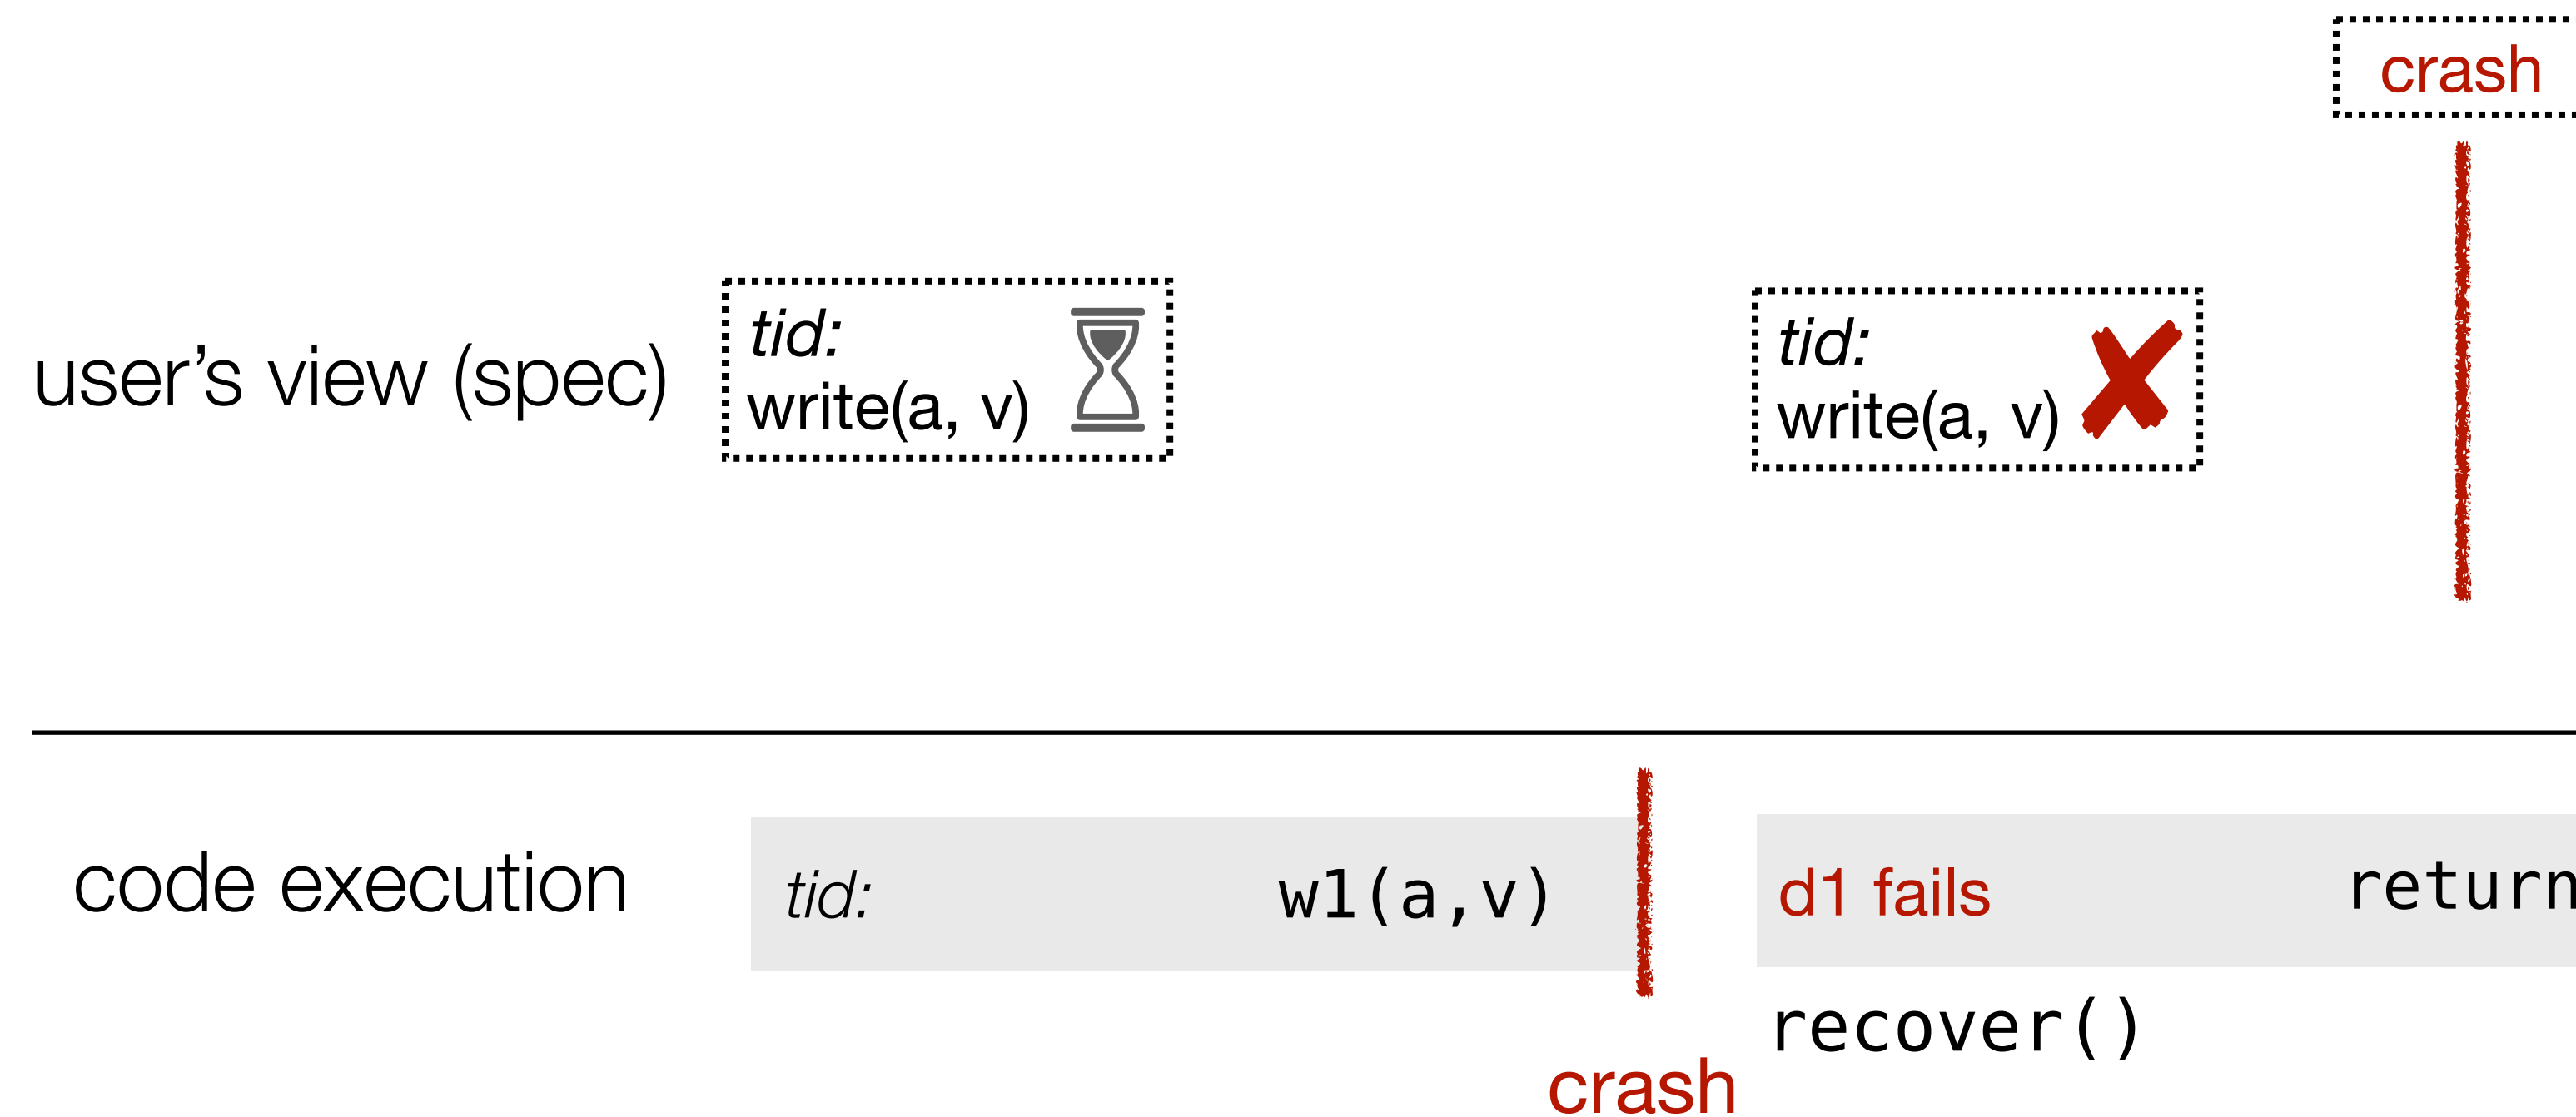 crash
user’s view (spec)
tid:
write(a, v)
tid:
write(a, v)
code execution
tid:
w1(a,v)
d1 fails
return
recover()
crash